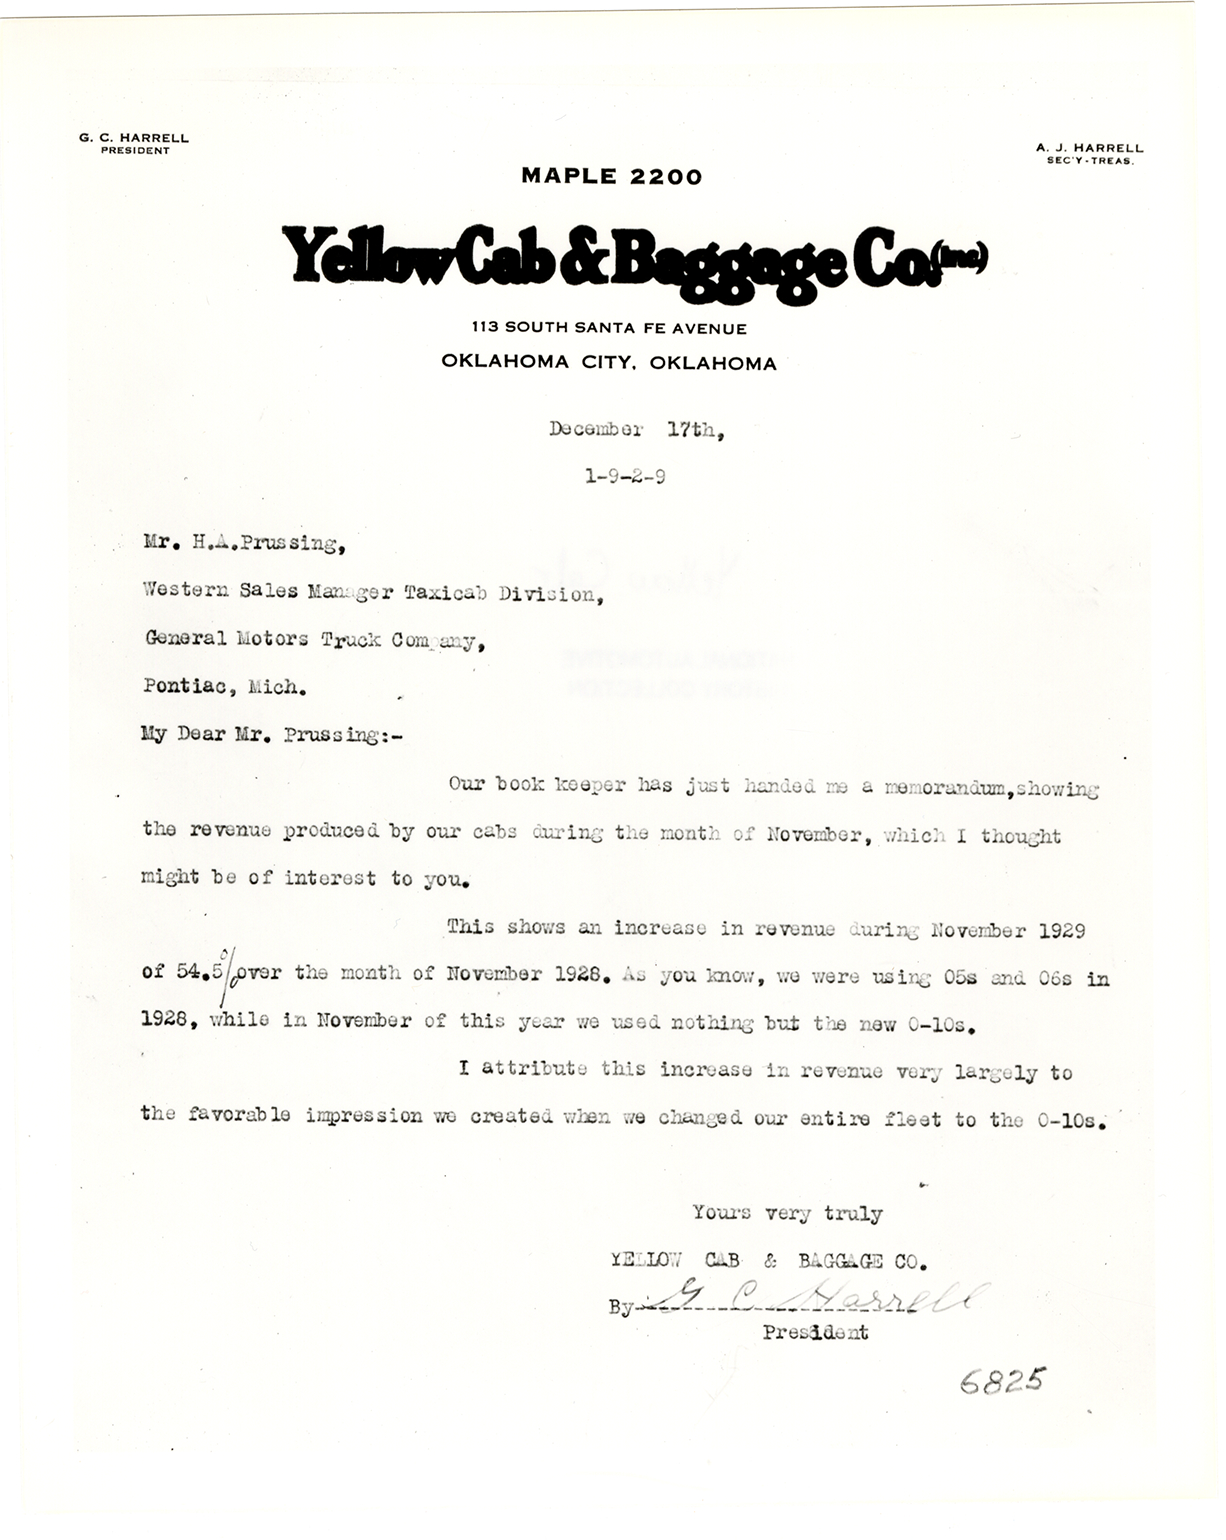 G. C. HARRELL
PRESIDENT
A. J. HARRELL
SEC'Y-TREAS.
MAPLE 2200
Yellow Cab & Baggage Co. (Inc)
113 SOUTH SANTA FE AVENUE
OKLAHOMA CITY, OKLAHOMA
December 17th,
1-9-2-9
Mr. H.A.Prussing,
Western Sales Manager Taxicab Division,
General Motors Truck Company,
Pontiac, Mich.
My Dear Mr. Prussing:-
Our book keeper has just handed me a memorandum,showing
the revenue produced by our cabs during the month of November, which I thought
might be of interest to you.
This shows an increase in revenue during November 1929
of 54.5% over the month of November 1928. As you know, we were using 05s and 06s in
1928, while in November of this year we used nothing but the new 0-10s.
I attribute this increase in revenue very largely to
the favorable impression we created when we changed our entire fleet to the 0-10s.
Yours very truly
YELLOW CAB & BAGGAGE CO.
By G C Harrell
President
6825